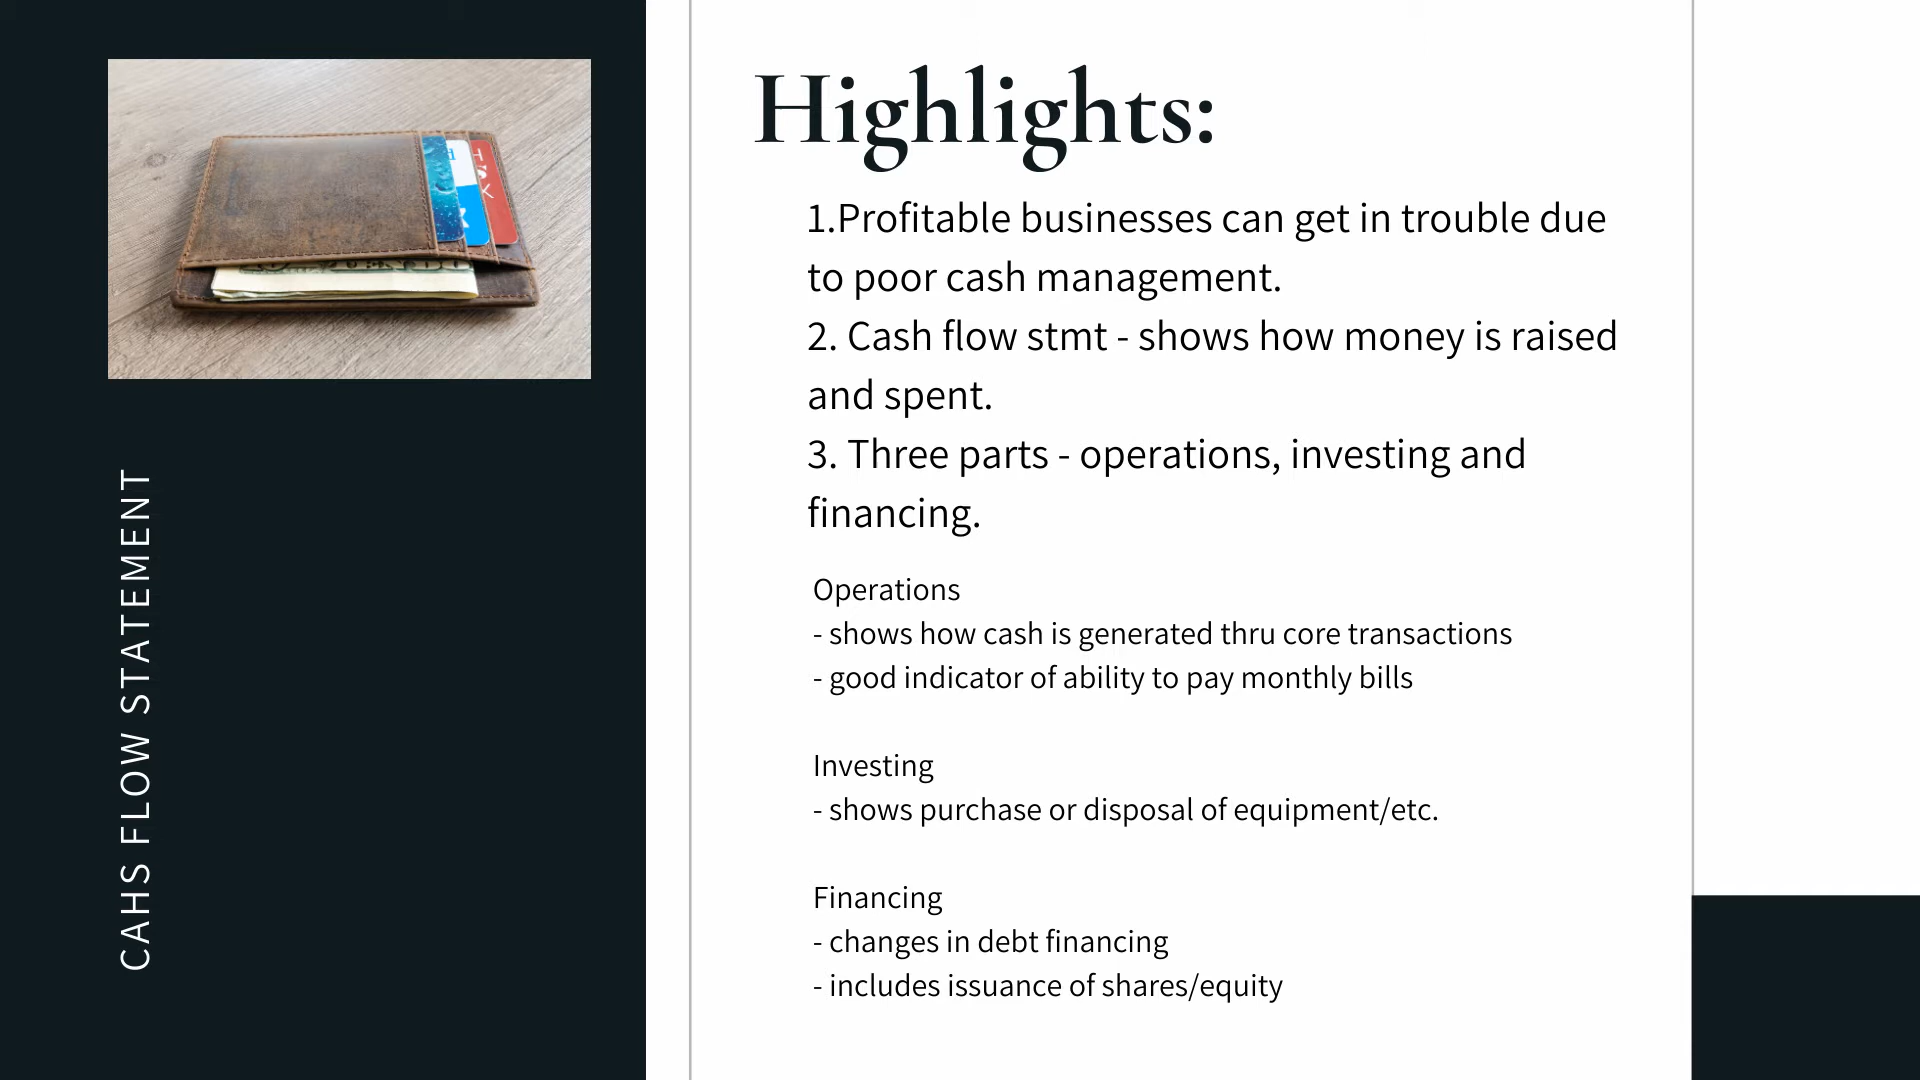 CAHS FLOW STATEMENT
Highlights:
1.Profitable businesses can get in trouble due
to poor cash management.
2. Cash flow stmt - shows how money is raised
and spent.
3. Three parts - operations, investing and
financing.
Operations
- shows how cash is generated thru core transactions
- good indicator of ability to pay monthly bills
Investing
- shows purchase or disposal of equipment/etc.
Financing
- changes in debt financing
- includes issuance of shares/equity